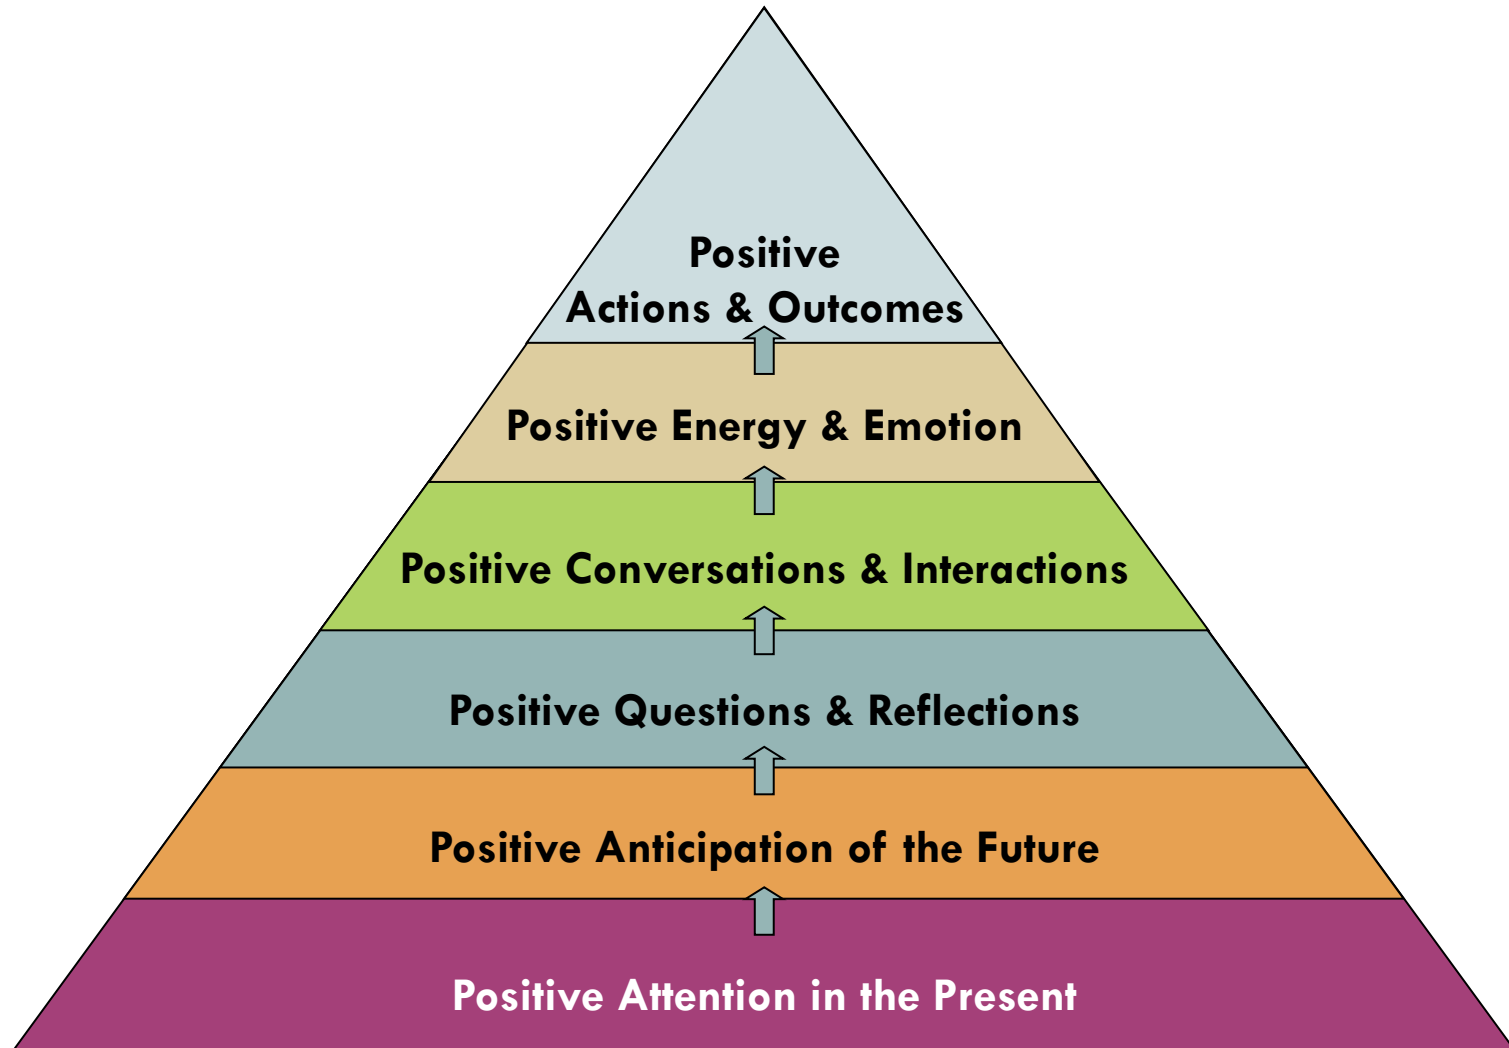 Positive
Actions & Outcomes
Positive Energy & Emotion
Positive Conversations & Interactions
Positive Questions & Reflections
Positive Anticipation of the Future
Positive Attention in the Present